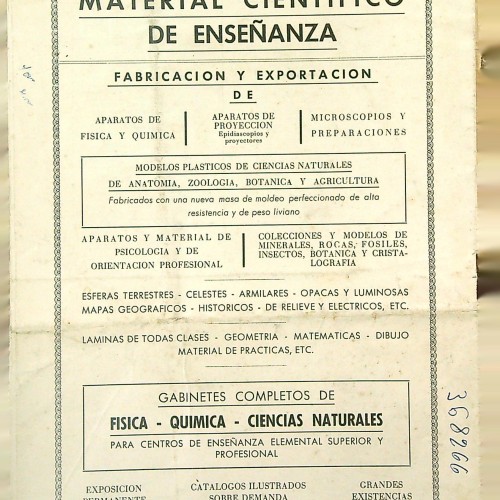 MATERIAL CIENTIFICO
DE ENSEÑANZA
FABRICACION Y EXPORTACION
DE
APARATOS DE
FISICA Y QUIMICA
APARATOS DE
PROYECCION
Epidiascopios y
proyectores
MICROSCOPIOS Y
PREPARACIONES
MODELOS PLASTICOS DE CIENCIAS NATURALES
DE ANATOMIA, ZOOLOGIA, BOTANICA Y AGRICULTURA
Fabricados con una nueva masa de moldeo perfeccionado de alta
resistencia y de peso liviano
APARATOS Y MATERIAL DE
PSICOLOGIA Y DE
ORIENTACION PROFESIONAL
COLECCIONES Y MODELOS DE
MINERALES, ROCAS, FOSILES,
INSECTOS, BOTANICA Y CRISTA-
LOGRAFIA
ESFERAS TERRESTRES - CELESTES - ARMILARES - OPACAS Y LUMINOSAS
MAPAS GEOGRAFICOS - HISTORICOS - DE RELIEVE Y ELECTRICOS, ETC.
LAMINAS DE TODAS CLASES - GEOMETRIA - MATEMATICAS - DIBUJO
MATERIAL DE PRACTICAS, ETC.
GABINETES COMPLETOS DE
FISICA - QUIMICA - CIENCIAS NATURALES
PARA CENTROS DE ENSEÑANZA ELEMENTAL SUPERIOR Y
PROFESIONAL
EXPOSICION
PERMANENTE
CATALOGOS ILUSTRADOS
SOBRE DEMANDA
GRANDES
EXISTENCIAS
368266